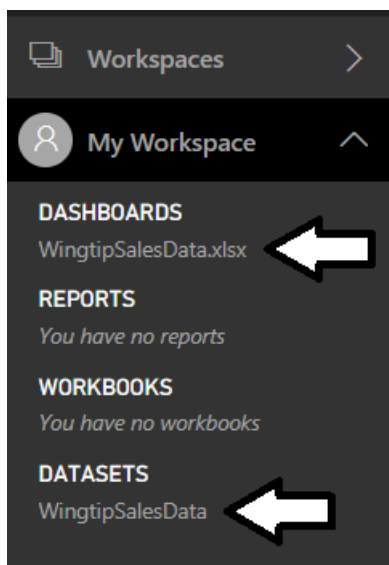 Workspaces
My Workspace
DASHBOARDS
WingtipSalesData.xlsx
REPORTS
You have no reports
WORKBOOKS
You have no workbooks
DATASETS
WingtipSalesData